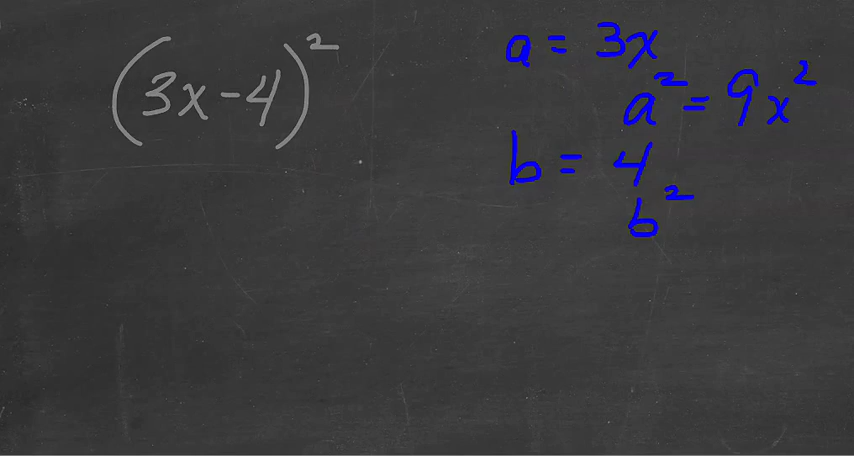 (3x-4)²
a = 3x
a² = 9x²
b = 4
b²